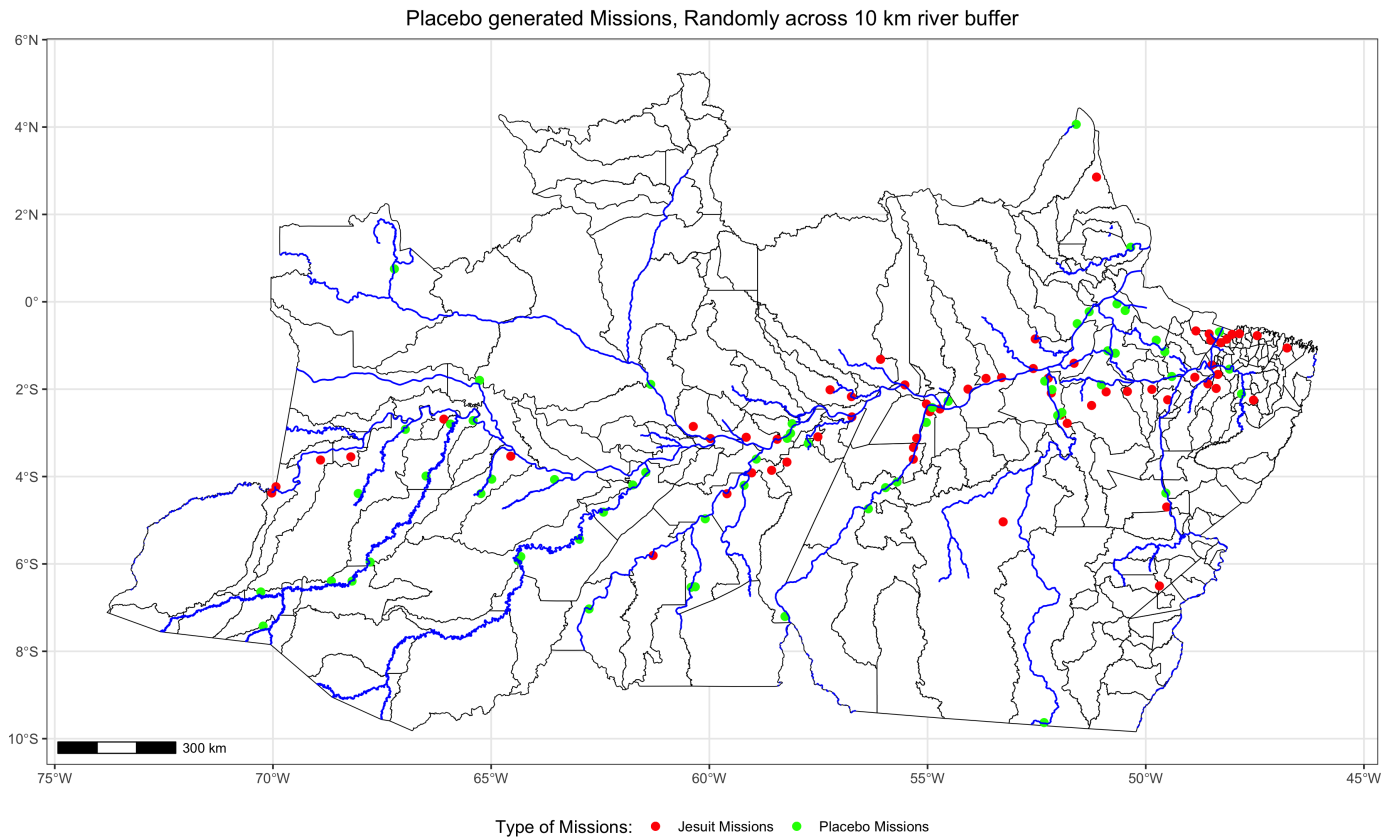 Placebo generated Missions, Randomly across 10 km river buffer
6°N
4°N
2°N
0°
2°S
4°S
6°S
8°S
10°S
300 km
75°W 70°W 65°W 60°W 55°W 50°W 45°W
Type of Missions: Jesuit Missions Placebo Missions